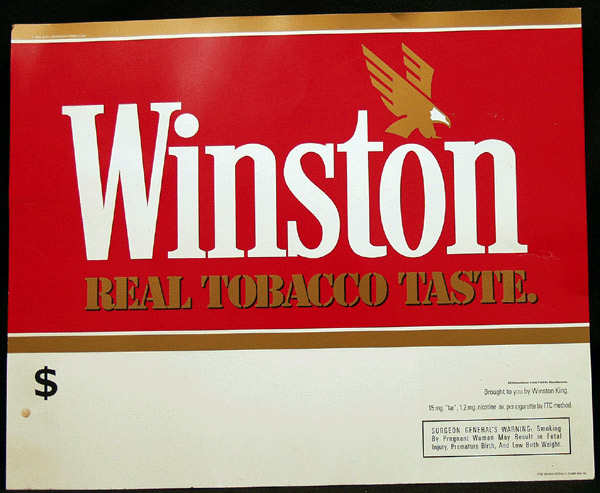 Winston
REAL TOBACCO TASTE.
$
Brought to you by Winston King.
15 mg. "tar", 1.2 mg. nicotine av. per cigarette by FTC method.
SURGEON GENERAL'S WARNING: Smoking
By Pregnant Women May Result in Fetal
Injury, Premature Birth, And Low Birth Weight.